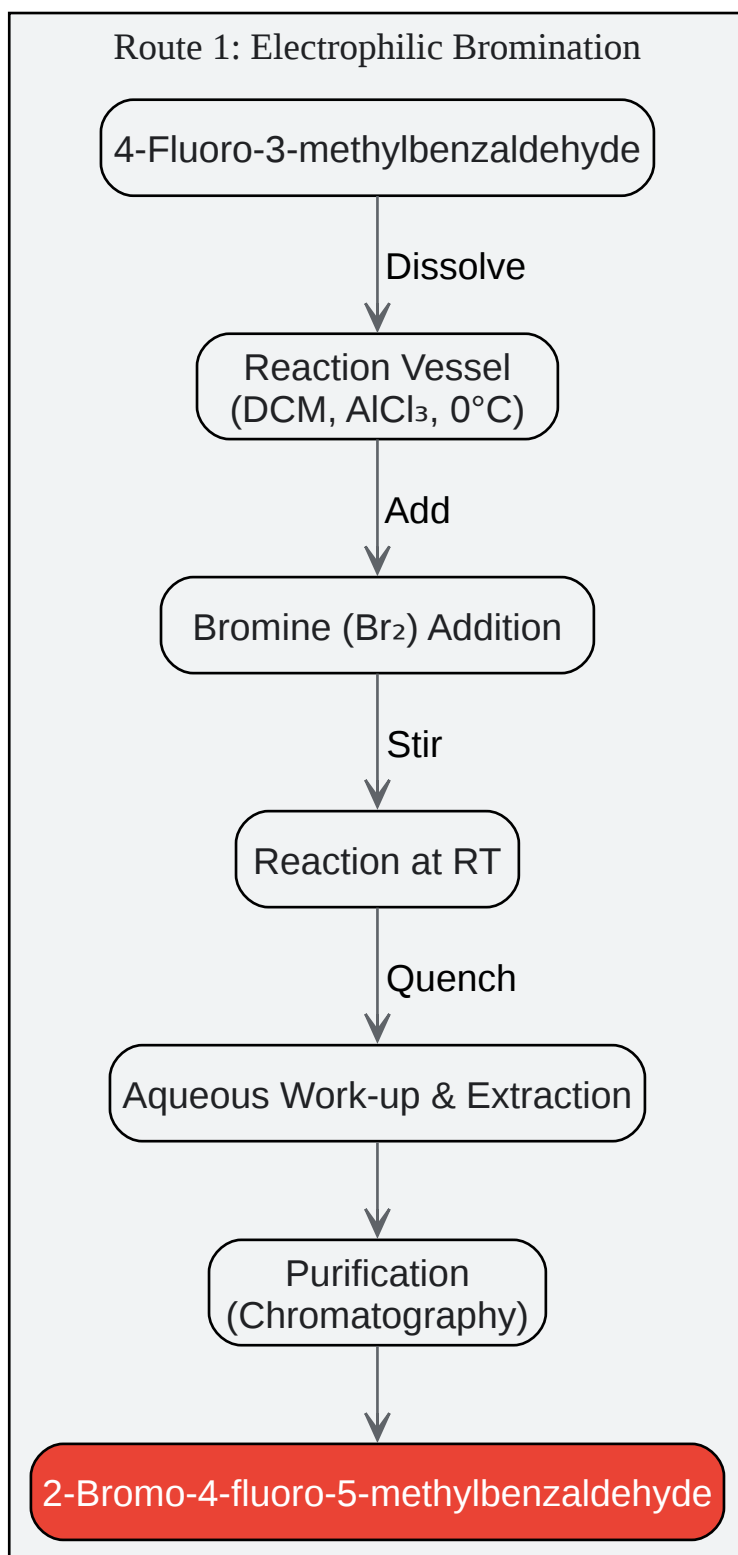 Route 1: Electrophilic Bromination
4-Fluoro-3-methylbenzaldehyde
Dissolve
Reaction Vessel
(DCM, AlCl₃, 0°C)
Add
Bromine (Br₂) Addition
Stir
Reaction at RT
Quench
Aqueous Work-up & Extraction
Purification
(Chromatography)
2-Bromo-4-fluoro-5-methylbenzaldehyde